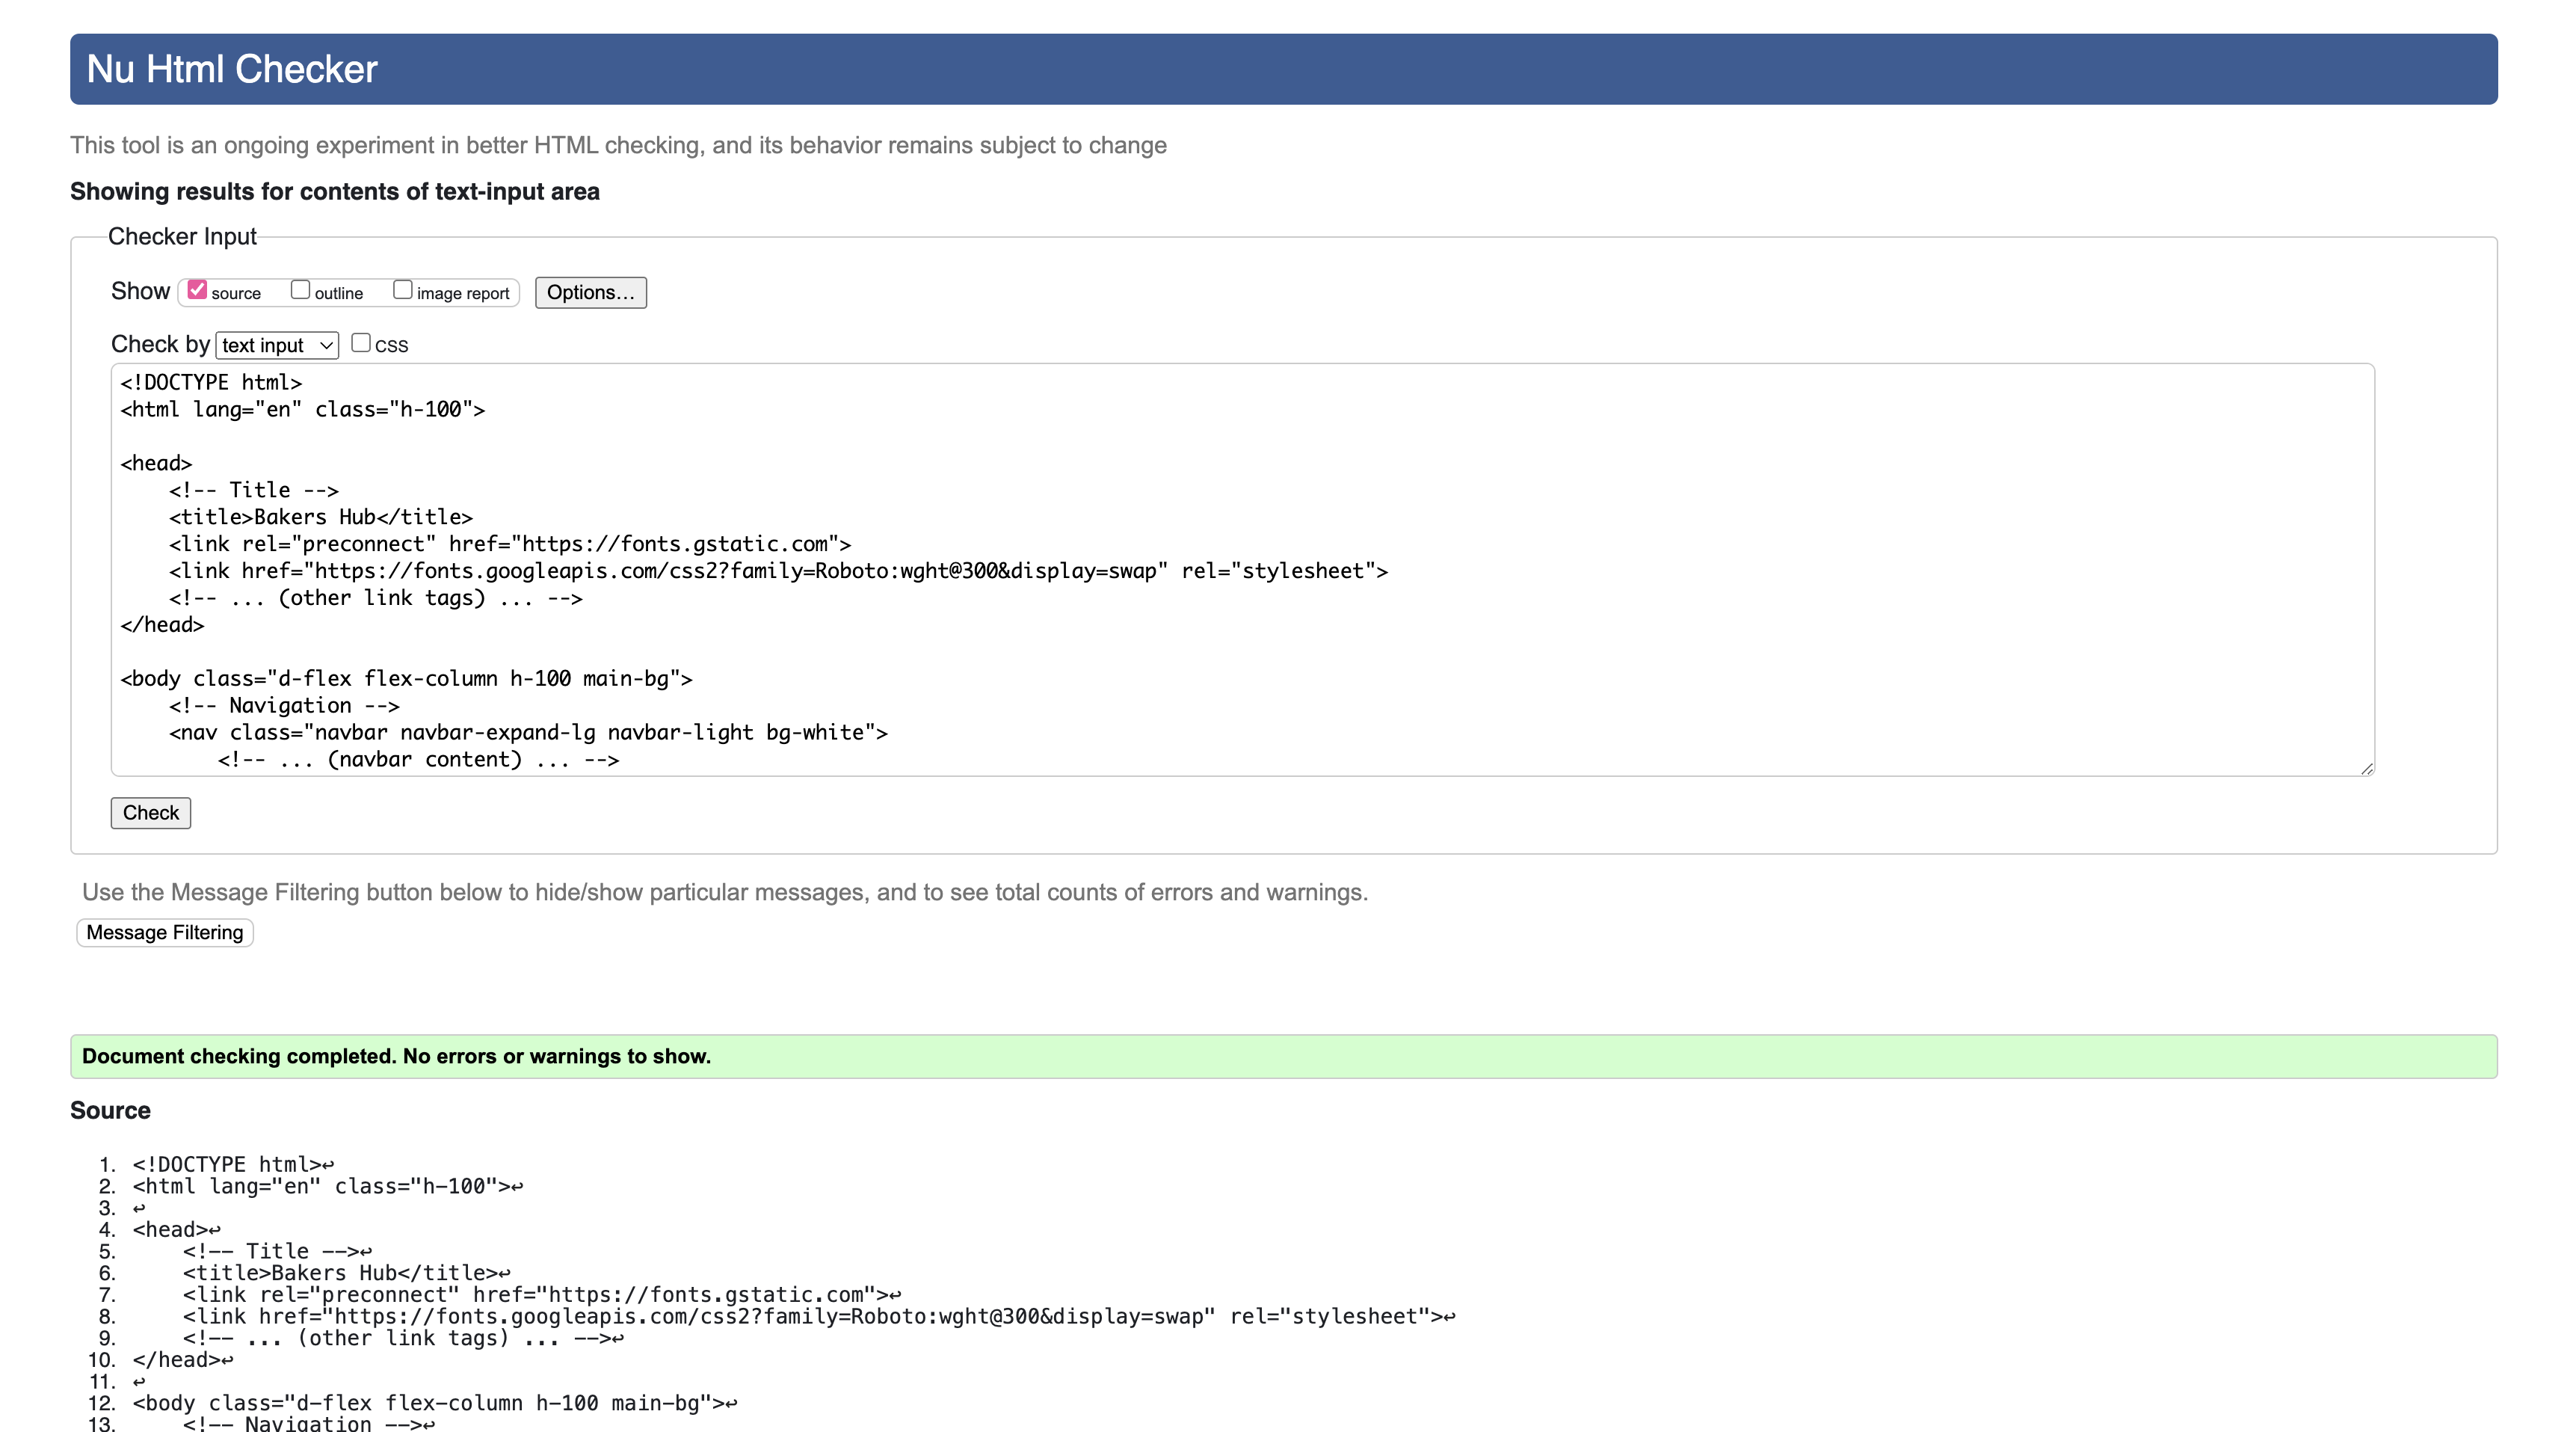 Nu Html Checker
This tool is an ongoing experiment in better HTML checking, and its behavior remains subject to change
Showing results for contents of text-input area
Checker Input
Show source outline image report Options...
Check by text input CSS
<!DOCTYPE html>
<html lang="en" class="h-100">
<head>
<!-- Title -->
<title>Bakers Hub</title>
<link rel="preconnect" href="https://fonts.gstatic.com">
<link href="https://fonts.googleapis.com/css2?family=Roboto:wght@300&display=swap" rel="stylesheet">
<!-- ... (other link tags) ... -->
</head>
<body class="d-flex flex-column h-100 main-bg">
<!-- Navigation -->
<nav class="navbar navbar-expand-lg navbar-light bg-white">
<!-- ... (navbar content) ... -->
Check
Use the Message Filtering button below to hide/show particular messages, and to see total counts of errors and warnings.
Message Filtering
Document checking completed. No errors or warnings to show.
Source
1. <!DOCTYPE html>↩
2. <html lang="en" class="h-100">↩
3. ↩
4. <head>↩
5. <!-- Title -->↩
6. <title>Bakers Hub</title>↩
7. <link rel="preconnect" href="https://fonts.gstatic.com">↩
8. <link href="https://fonts.googleapis.com/css2?family=Roboto:wght@300&display=swap" rel="stylesheet">↩
9. <!-- ... (other link tags) ... -->↩
10. </head>↩
11. ↩
12. <body class="d-flex flex-column h-100 main-bg">↩
13. <!-- Navigation -->↩